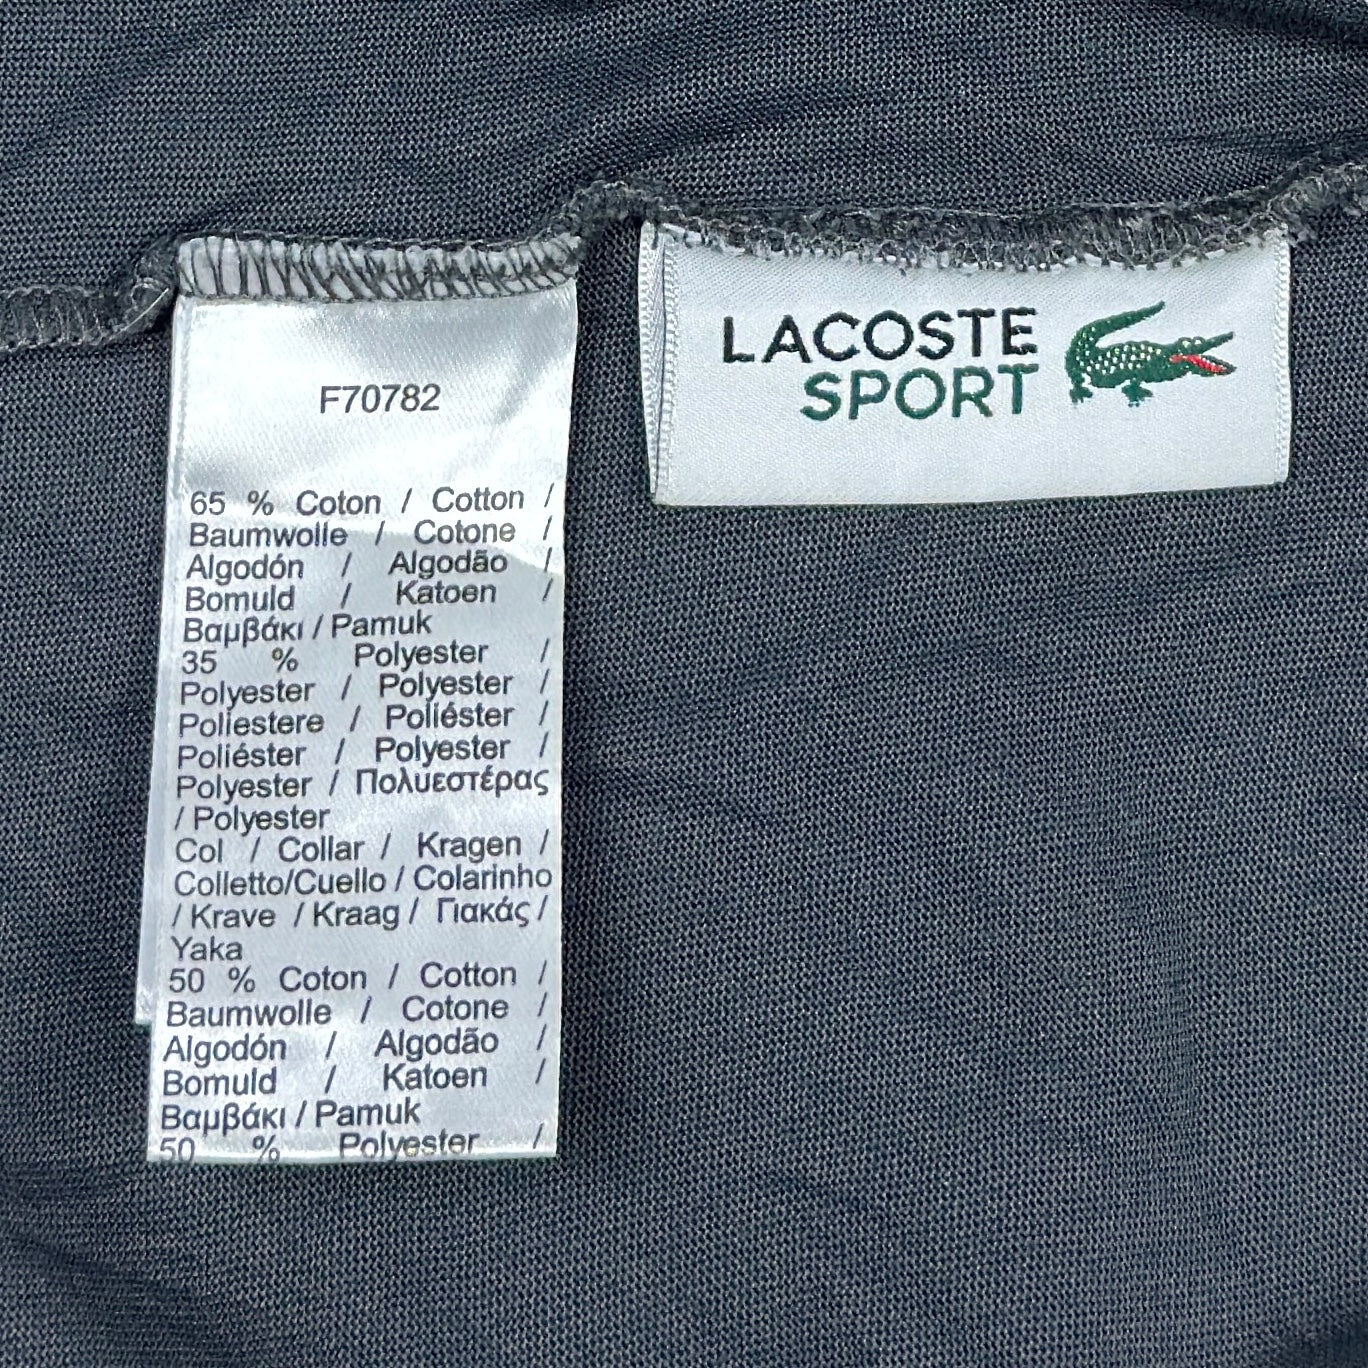 F70782
65 % Coton / Cotton /
Baumwolle / Cotone /
Algodón / Algodão /
Bomuld / Katoen /
Βαμβάκι / Pamuk
35 % Polyester /
Polyester / Polyester /
Poliestere / Poliéster /
Poliéster / Polyester /
Polyester / Πολυεστέρας
/ Polyester
Col / Collar / Kragen /
Colletto/Cuello / Colarinho
/ Krave / Kraag / Γιακάς /
Yaka
50 % Coton / Cotton /
Baumwolle / Cotone /
Algodón / Algodão /
Bomuld / Katoen /
Βαμβάκι / Pamuk
50 % Polyester /
LACOSTE
SPORT